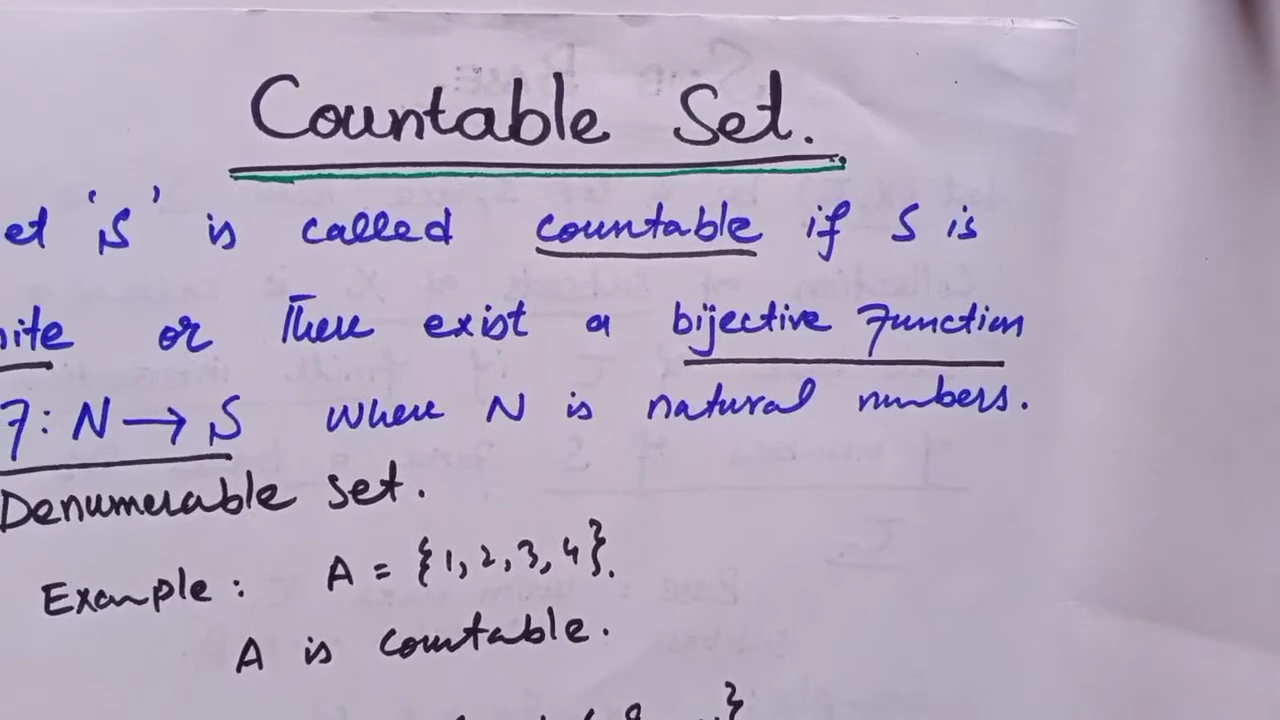 Countable Set.
et 'S' is called countable if S is
nite or There exist a bijective function
f: N → S where N is natural numbers.
Denumerable set.
Example: A = {1, 2, 3, 4}.
A is countable.